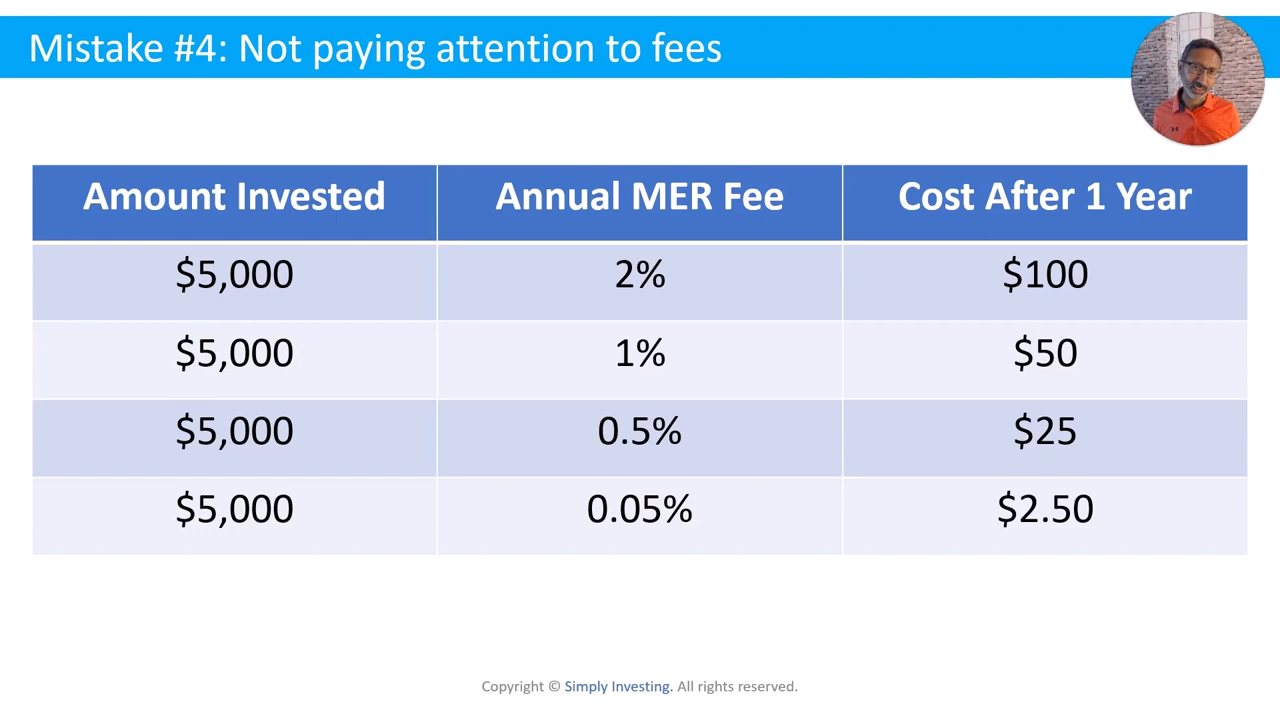 Mistake #4: Not paying attention to fees
Amount Invested Annual MER Fee Cost After 1 Year
$5,000 2% $100
$5,000 1% $50
$5,000 0.5% $25
$5,000 0.05% $2.50
Copyright © Simply Investing. All rights reserved.